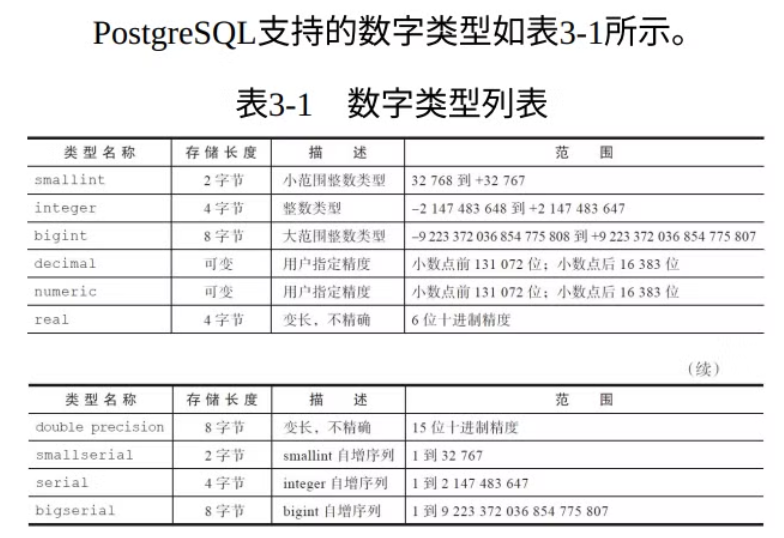 PostgreSQL支持的数字类型如表3-1所示。
表3-1 数字类型列表
类型名称 存储长度 描述 范围
smallint 2 字节 小范围整数类型 32 768 到 +32 767
integer 4 字节 整数类型 –2 147 483 648 到 +2 147 483 647
bigint 8 字节 大范围整数类型 –9 223 372 036 854 775 808 到 +9 223 372 036 854 775 807
decimal 可变 用户指定精度 小数点前 131 072 位；小数点后 16 383 位
numeric 可变 用户指定精度 小数点前 131 072 位；小数点后 16 383 位
real 4 字节 变长，不精确 6 位十进制精度
（续）
类型名称 存储长度 描述 范围
double precision 8 字节 变长，不精确 15 位十进制精度
smallserial 2 字节 smallint 自增序列 1 到 32 767
serial 4 字节 integer 自增序列 1 到 2 147 483 647
bigserial 8 字节 bigint 自增序列 1 到 9 223 372 036 854 775 807